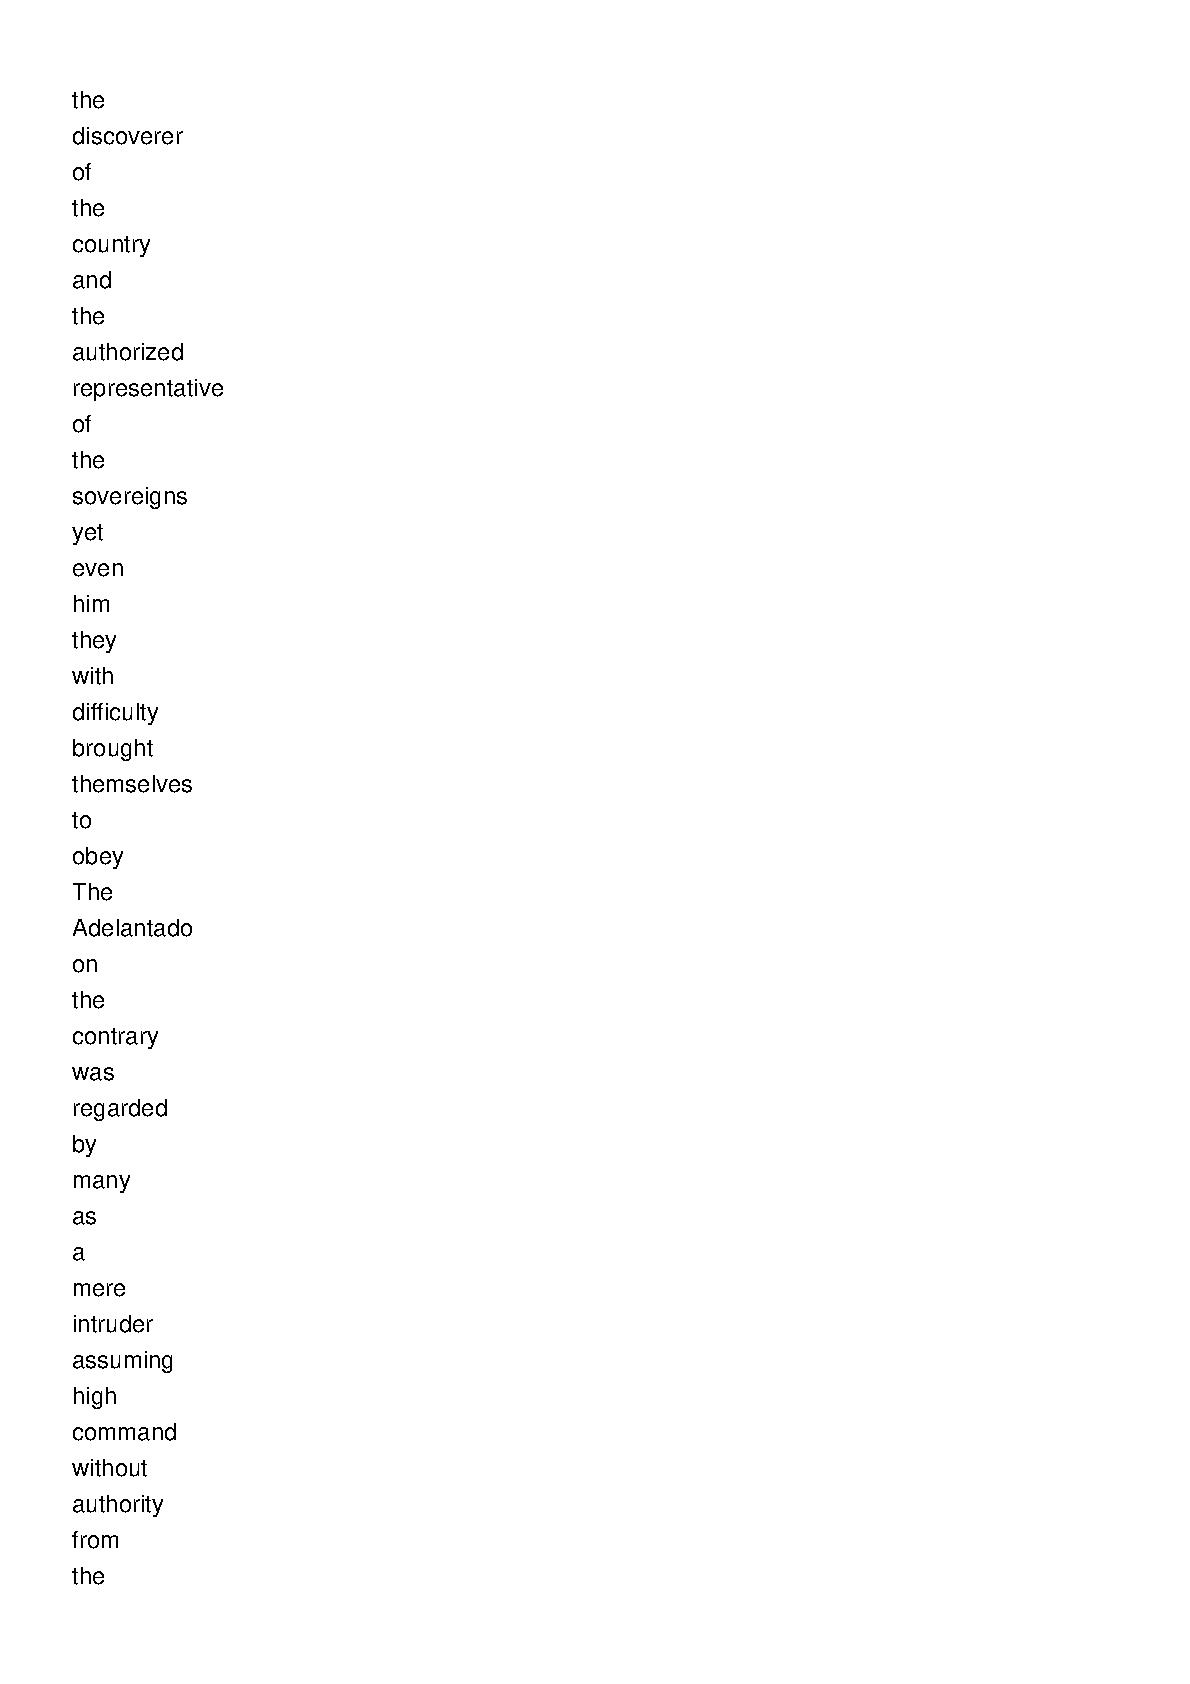 the
discoverer
of
the
country
and
the
authorized
representative
of
the
sovereigns
yet
even
him
they
with
difficulty
brought
themselves
to
obey
The
Adelantado
on
the
contrary
was
regarded
by
many
as
a
mere
intruder
assuming
high
command
without
authority
from
the